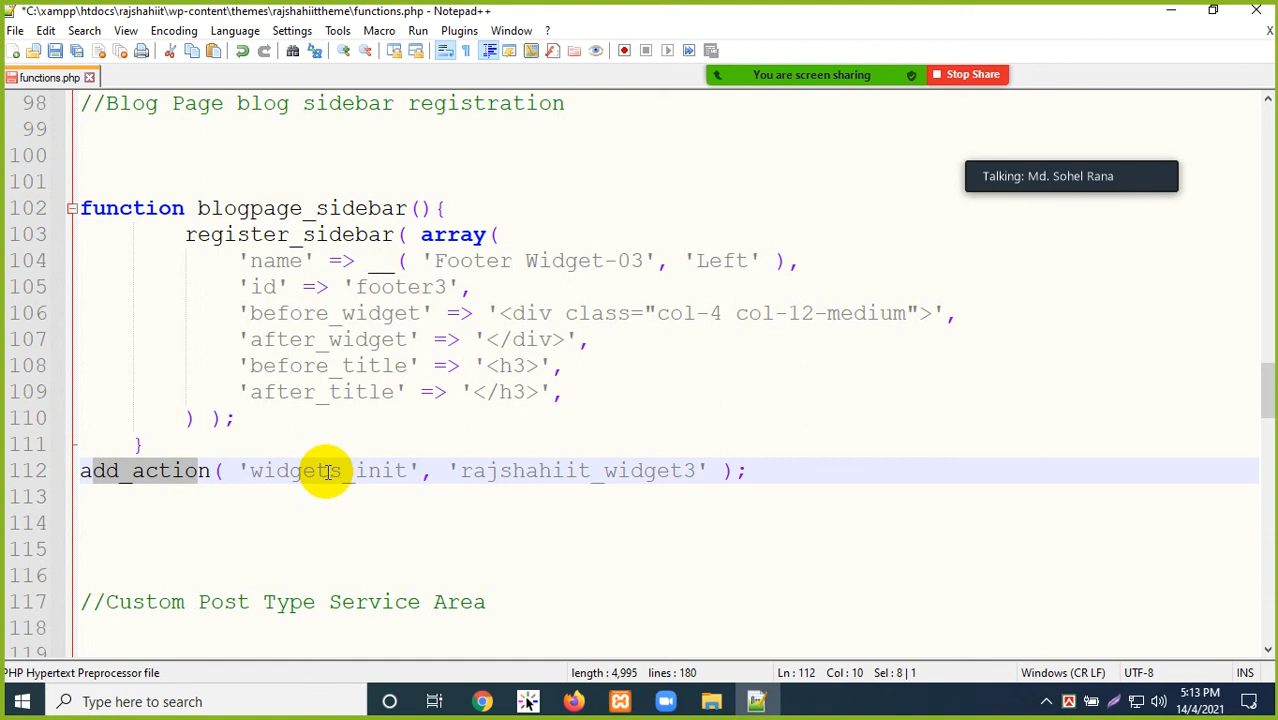 *C:\xampp\htdocs\rajshahiit\wp-content\themes\rajshahiittheme\functions.php - Notepad++
File Edit Search View Encoding Language Settings Tools Macro Run Plugins Window ? X
functions.php
You are screen sharing Stop Share
Talking: Md. Sohel Rana
98 //Blog Page blog sidebar registration
99
100
101
102 function blogpage_sidebar(){
103 register_sidebar( array(
104 'name' => __( 'Footer Widget-03', 'Left' ),
105 'id' => 'footer3',
106 'before_widget' => '<div class="col-4 col-12-medium">',
107 'after_widget' => '</div>',
108 'before_title' => '<h3>',
109 'after_title' => '</h3>',
110 ) );
111 }
112 add_action( 'widgets_init', 'rajshahiit_widget3' );
113
114
115
116
117 //Custom Post Type Service Area
118
119
PHP Hypertext Preprocessor file length : 4,995 lines : 180 Ln : 112 Col : 10 Sel : 8 | 1 Windows (CR LF) UTF-8 INS
Type here to search
5:13 PM
14/4/2021